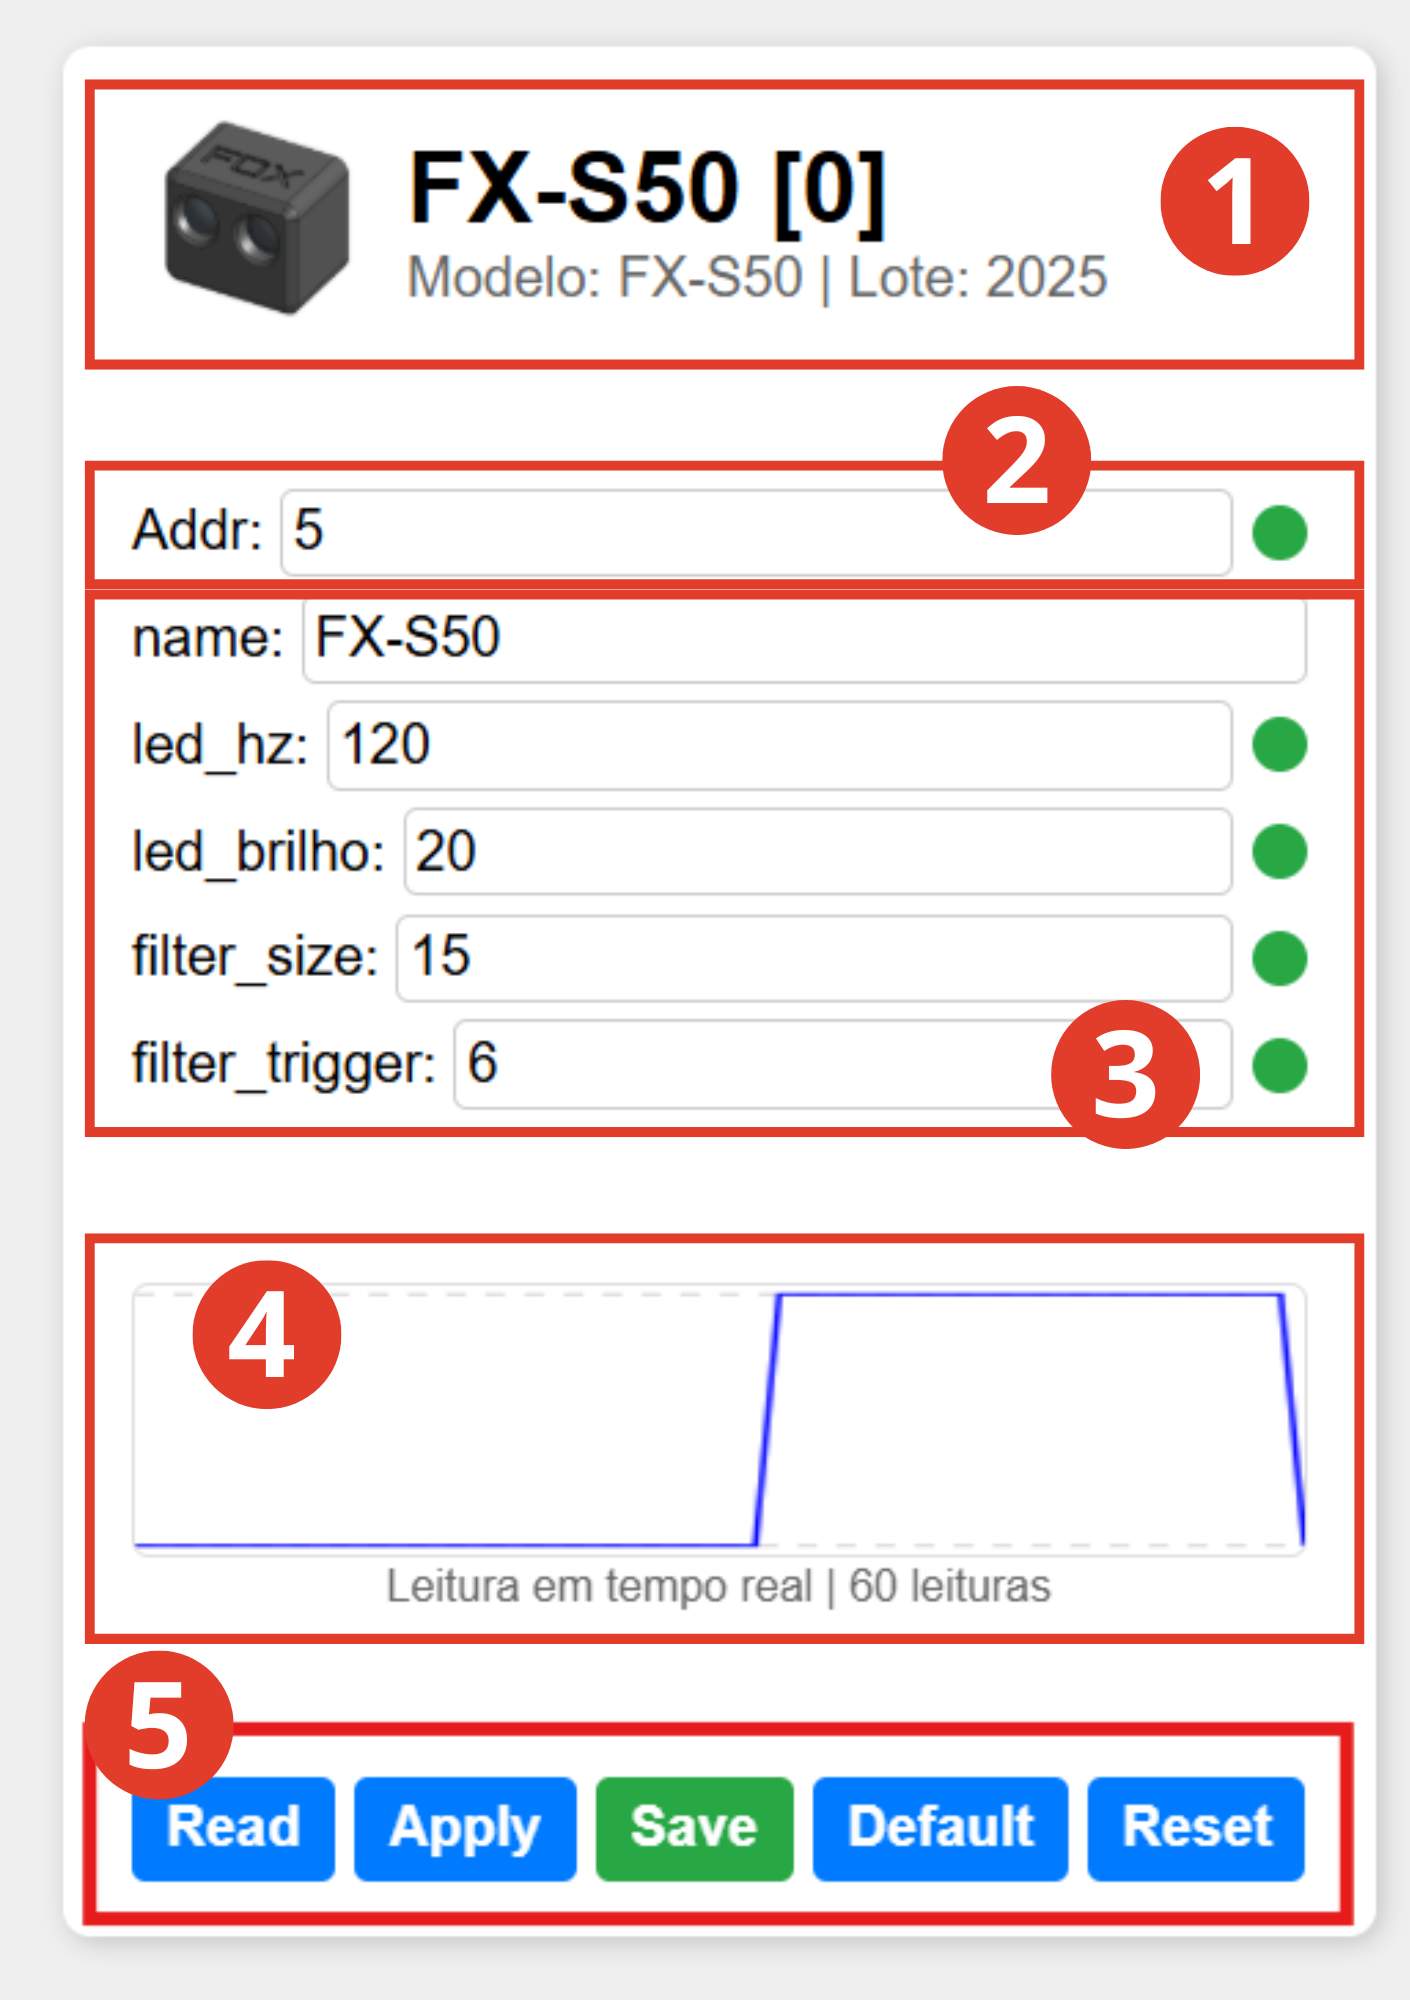 FOX
FX-S50 [0]
1
Modelo: FX-S50 | Lote: 2025
2
Addr: 5
name: FX-S50
led_hz: 120
led_brilho: 20
filter_size: 15
filter_trigger: 6
3
4
Leitura em tempo real | 60 leituras
5
Read Apply Save Default Reset